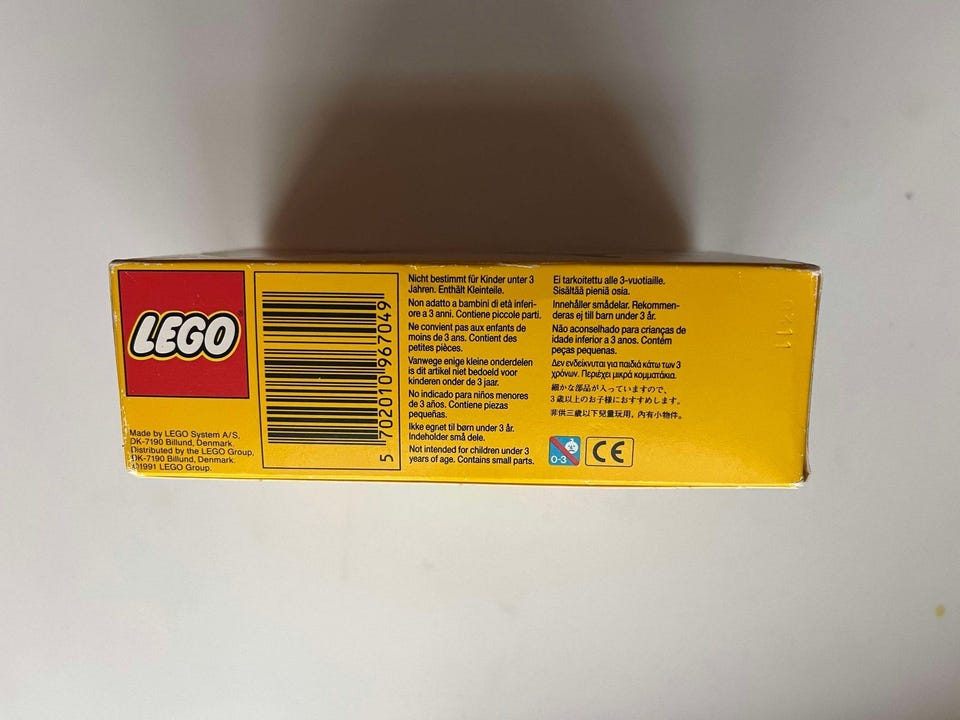 LEGO
Made by LEGO System A/S,
DK-7190 Billund, Denmark.
Distributed by the LEGO Group,
DK-7190 Billund, Denmark.
©1991 LEGO Group.
5 702010 967049
Nicht bestimmt für Kinder unter 3
Jahren. Enthält Kleinteile.
Non adatto a bambini di età inferi-
ore a 3 anni. Contiene piccole parti.
Ne convient pas aux enfants de
moins de 3 ans. Contient des
petites pièces.
Vanwege enige kleine onderdelen
is dit artikel niet bedoeld voor
kinderen onder de 3 jaar.
No indicado para niños menores
de 3 años. Contiene piezas
pequeñas.
Ikke egnet til børn under 3 år.
Indeholder små dele.
Not intended for children under 3
years of age. Contains small parts.
Ei tarkoitettu alle 3-vuotiaille.
Sisältää pieniä osia.
Innehåller smådelar. Rekommen-
deras ej till barn under 3 år.
Não aconselhado para crianças de
idade inferior a 3 anos. Contém
peças pequenas.
Δεν ενδείκνυται για παιδιά κάτω των 3
χρόνων. Περιέχει μικρά κομματάκια.
細かな部品が入っていますので、
3歳以上のお子様におすすめします。
非供三歲以下兒童玩用，內有小物件。
0-3
CE